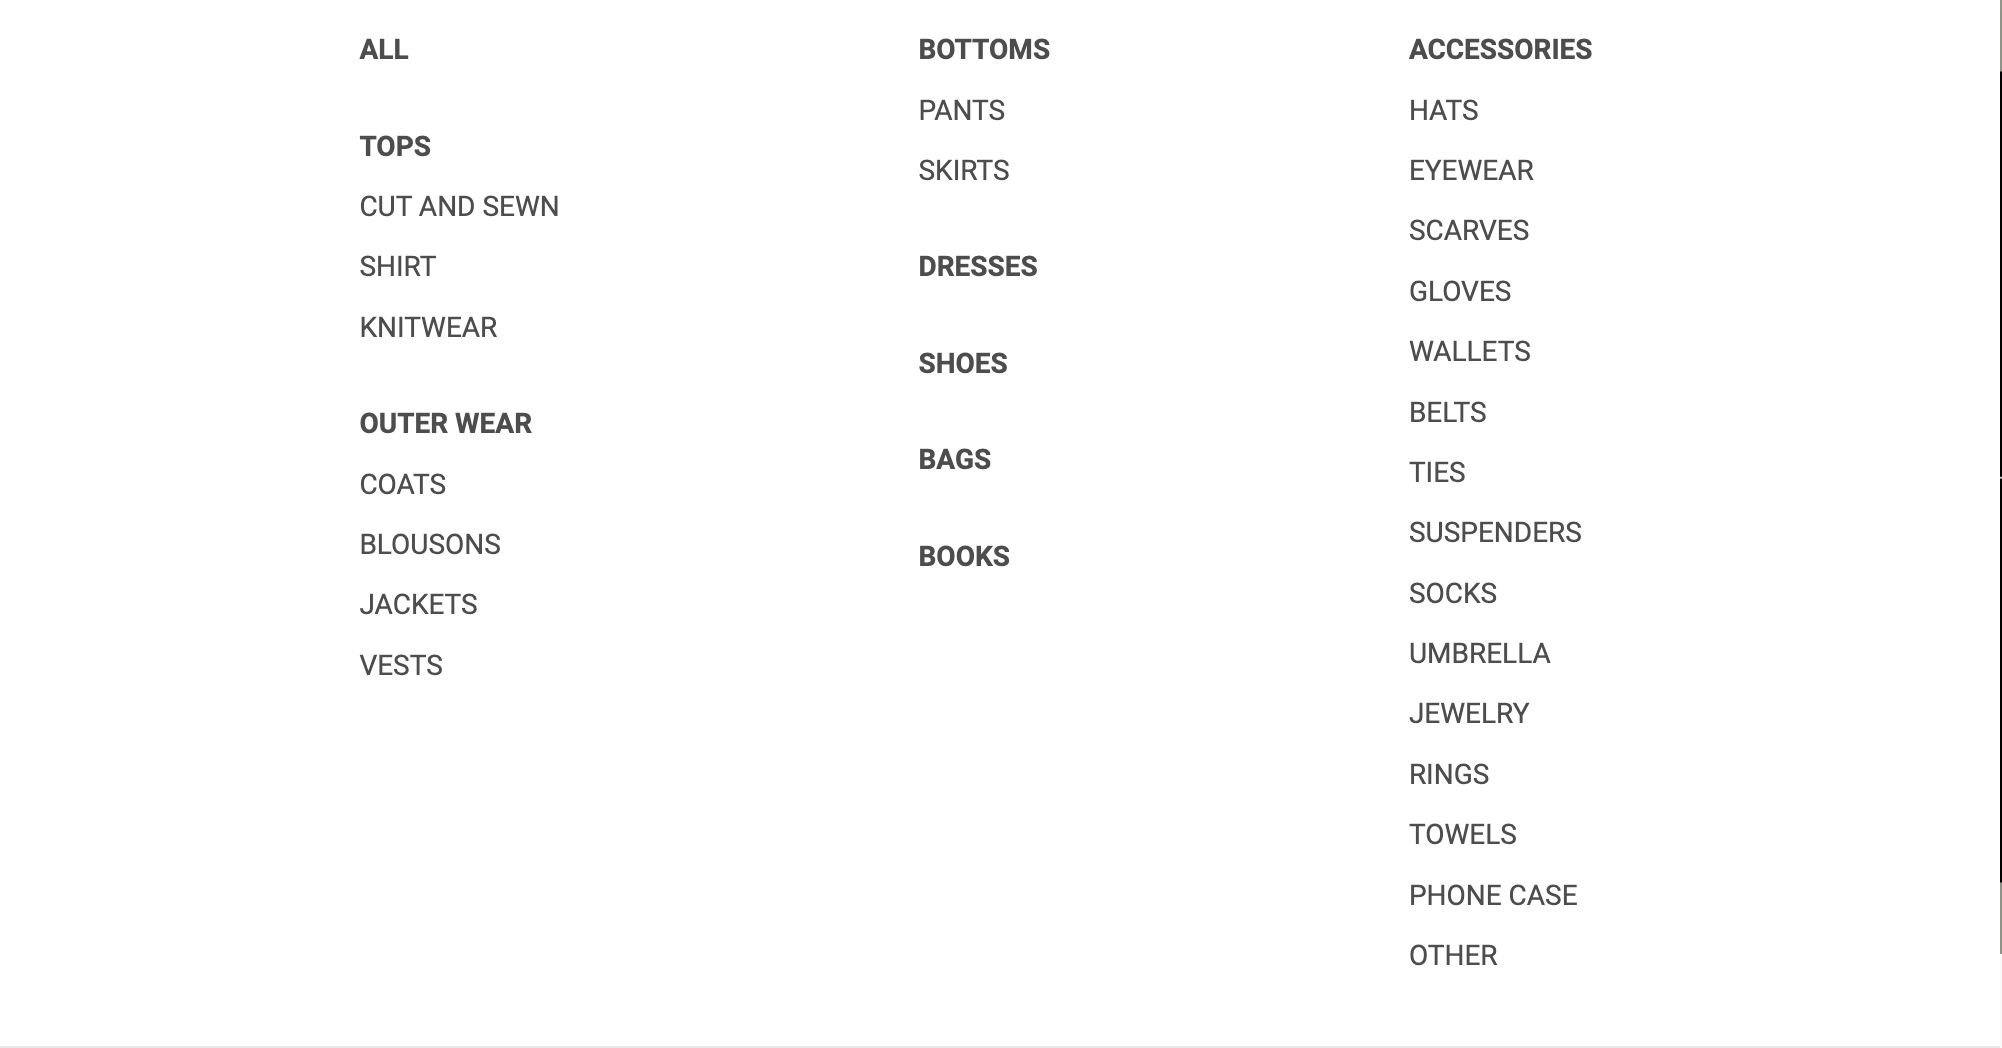 ALL
TOPS
CUT AND SEWN
SHIRT
KNITWEAR
OUTER WEAR
COATS
BLOUSONS
JACKETS
VESTS
BOTTOMS
PANTS
SKIRTS
DRESSES
SHOES
BAGS
BOOKS
ACCESSORIES
HATS
EYEWEAR
SCARVES
GLOVES
WALLETS
BELTS
TIES
SUSPENDERS
SOCKS
UMBRELLA
JEWELRY
RINGS
TOWELS
PHONE CASE
OTHER